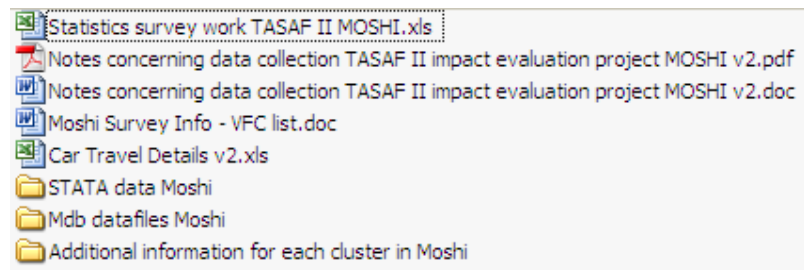 Statistics survey work TASAF II MOSHI.xls
Notes concerning data collection TASAF II impact evaluation project MOSHI v2.pdf
Notes concerning data collection TASAF II impact evaluation project MOSHI v2.doc
Moshi Survey Info - VFC list.doc
Car Travel Details v2.xls
STATA data Moshi
Mdb datafiles Moshi
Additional information for each cluster in Moshi